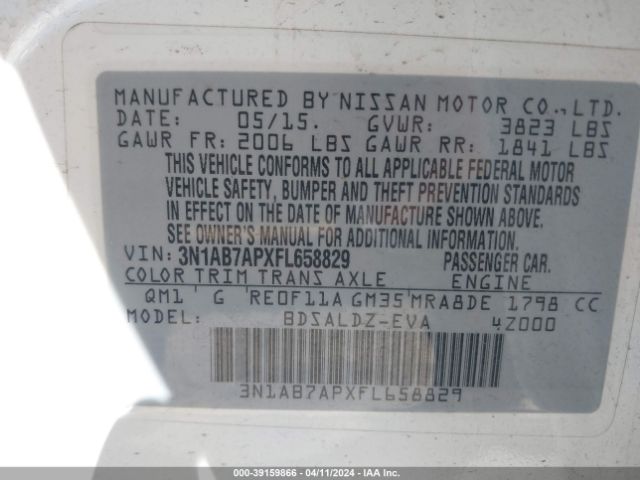 MANUFACTURED BY NISSAN MOTOR CO., LTD.
DATE: 05/15. GVWR: 3823 LBS
GAWR FR: 2006 LBS GAWR RR: 1841 LBS
THIS VEHICLE CONFORMS TO ALL APPLICABLE FEDERAL MOTOR
VEHICLE SAFETY, BUMPER AND THEFT PREVENTION STANDARDS
IN EFFECT ON THE DATE OF MANUFACTURE SHOWN ABOVE.
SEE OWNER'S MANUAL FOR ADDITIONAL INFORMATION.
VIN: 3N1AB7APXFL658829 PASSENGER CAR.
COLOR TRIM TRANS AXLE ENGINE
QM1 G RE0F11A GM35 MRA8DE 1798 CC
MODEL: BDSALDZ-EVA 4Z000
3N1AB7APXFL658829
000-39159866 - 04/11/2024 - IAA, Inc.